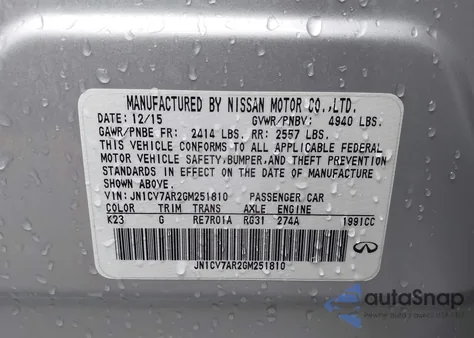 MANUFACTURED BY NISSAN MOTOR CO.,LTD.
DATE: 12/15 GVWR/PNBV: 4940 LBS.
GAWR/PNBE FR: 2414 LBS. RR: 2557 LBS.
THIS VEHICLE CONFORMS TO ALL APPLICABLE FEDERAL
MOTOR VEHICLE SAFETY,BUMPER,AND THEFT PREVENTION
STANDARDS IN EFFECT ON THE DATE OF MANUFACTURE
SHOWN ABOVE.
VIN: JN1CV7AR2GM251810 PASSENGER CAR
COLOR TRIM TRANS AXLE ENGINE
K23 G RE7R01A RG31 274A 1991CC
JN1CV7AR2GM251810
autoSnap